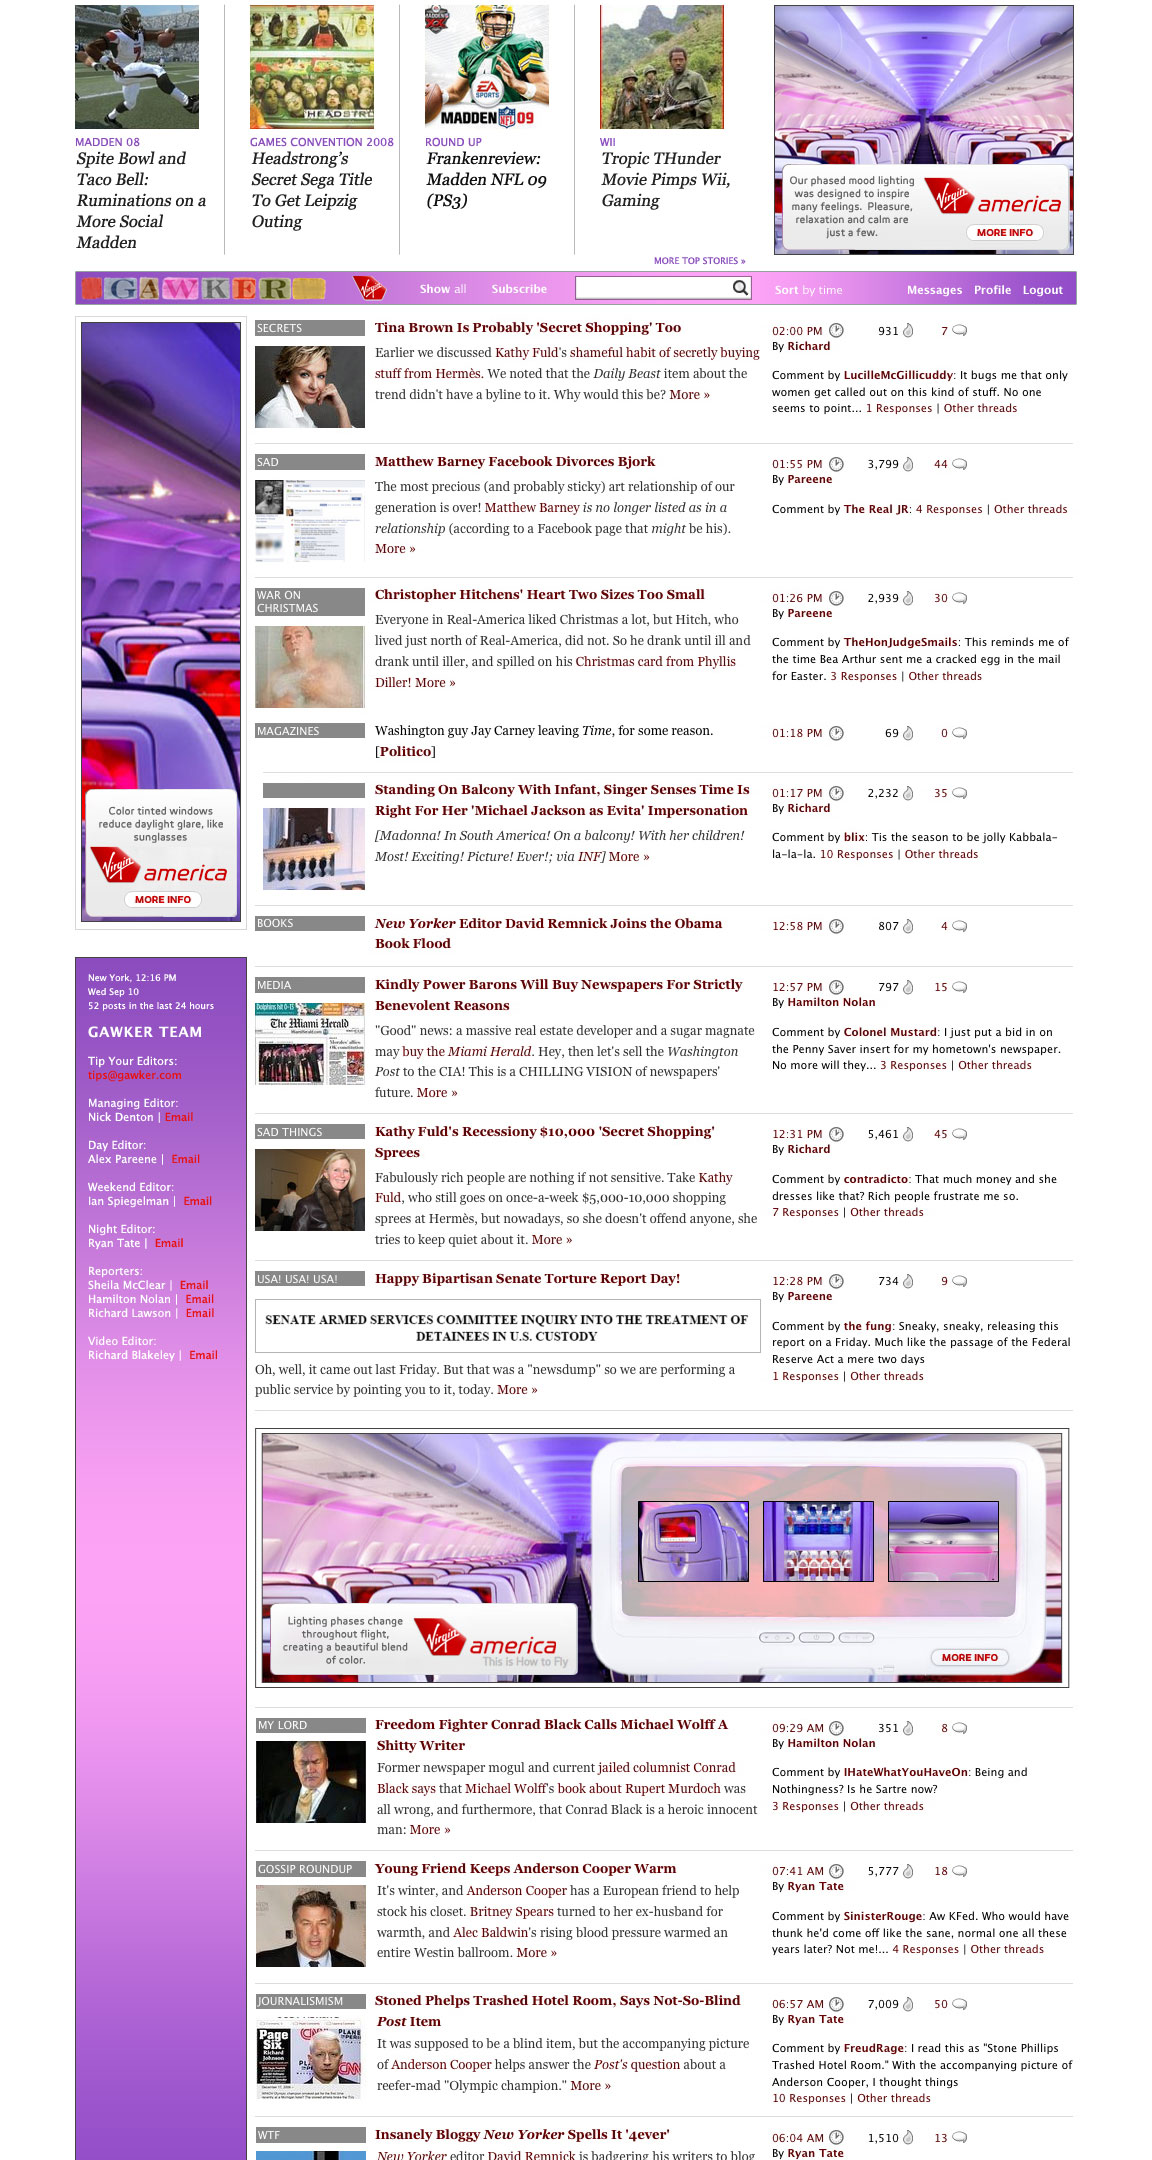 MADDEN 08
Spite Bowl and
Taco Bell:
Ruminations on a
More Social
Madden
HEADSTR
GAMES CONVENTION 2008
Headstrong's
Secret Sega Title
To Get Leipzig
Outing
EA
SPORTS
MADDEN NFL 09
ROUND UP
Frankenreview:
Madden NFL 09
(PS3)
WII
Tropic THunder
Movie Pimps Wii,
Gaming
MORE TOP STORIES »
Our phased mood lighting
was designed to inspire
many feelings. Pleasure,
relaxation and calm are
just a few.
Virgin america
MORE INFO
GAWKER
Virgin
Show all
Subscribe
Sort by time
Messages Profile Logout
Color tinted windows
reduce daylight glare, like
sunglasses
Virgin america
MORE INFO
New York, 12:16 PM
Wed Sep 10
52 posts in the last 24 hours
GAWKER TEAM
Tip Your Editors:
tips@gawker.com
Managing Editor:
Nick Denton | Email
Day Editor:
Alex Pareene | Email
Weekend Editor:
Ian Spiegelman | Email
Night Editor:
Ryan Tate | Email
Reporters:
Sheila McClear | Email
Hamilton Nolan | Email
Richard Lawson | Email
Video Editor:
Richard Blakeley | Email
SECRETS
Tina Brown Is Probably 'Secret Shopping' Too
Earlier we discussed Kathy Fuld's shameful habit of secretly buying
stuff from Hermès. We noted that the Daily Beast item about the
trend didn't have a byline to it. Why would this be? More »
02:00 PM 931 7
By Richard
Comment by LucilleMcGillicuddy: It bugs me that only
women get called out on this kind of stuff. No one
seems to point... 1 Responses | Other threads
SAD
Matthew Barney Facebook Divorces Bjork
The most precious (and probably sticky) art relationship of our
generation is over! Matthew Barney is no longer listed as in a
relationship (according to a Facebook page that might be his).
More »
01:55 PM 3,799 44
By Pareene
Comment by The Real JR: 4 Responses | Other threads
WAR ON
CHRISTMAS
Christopher Hitchens' Heart Two Sizes Too Small
Everyone in Real-America liked Christmas a lot, but Hitch, who
lived just north of Real-America, did not. So he drank until ill and
drank until iller, and spilled on his Christmas card from Phyllis
Diller! More »
01:26 PM 2,939 30
By Pareene
Comment by TheHonJudgeSmails: This reminds me of
the time Bea Arthur sent me a cracked egg in the mail
for Easter. 3 Responses | Other threads
MAGAZINES
Washington guy Jay Carney leaving Time, for some reason.
[Politico]
01:18 PM 69 0
Standing On Balcony With Infant, Singer Senses Time Is
Right For Her 'Michael Jackson as Evita' Impersonation
[Madonna! In South America! On a balcony! With her children!
Most! Exciting! Picture! Ever!; via INF] More »
01:17 PM 2,232 35
By Richard
Comment by blix: Tis the season to be jolly Kabbala-
la-la-la. 10 Responses | Other threads
BOOKS
New Yorker Editor David Remnick Joins the Obama
Book Flood
12:58 PM 807 4
MEDIA
The Miami Herald
Kindly Power Barons Will Buy Newspapers For Strictly
Benevolent Reasons
"Good" news: a massive real estate developer and a sugar magnate
may buy the Miami Herald. Hey, then let's sell the Washington
Post to the CIA! This is a CHILLING VISION of newspapers'
future. More »
12:57 PM 797 15
By Hamilton Nolan
Comment by Colonel Mustard: I just put a bid in on
the Penny Saver insert for my hometown's newspaper.
No more will they... 3 Responses | Other threads
SAD THINGS
Kathy Fuld's Recessiony $10,000 'Secret Shopping'
Sprees
Fabulously rich people are nothing if not sensitive. Take Kathy
Fuld, who still goes on once-a-week $5,000-10,000 shopping
sprees at Hermès, but nowadays, so she doesn't offend anyone, she
tries to keep quiet about it. More »
12:31 PM 5,461 45
By Richard
Comment by contradicto: That much money and she
dresses like that? Rich people frustrate me so.
7 Responses | Other threads
USA! USA! USA!
Happy Bipartisan Senate Torture Report Day!
SENATE ARMED SERVICES COMMITTEE INQUIRY INTO THE TREATMENT OF
DETAINEES IN U.S. CUSTODY
Oh, well, it came out last Friday. But that was a "newsdump" so we are performing a
public service by pointing you to it, today. More »
12:28 PM 734 9
By Pareene
Comment by the fung: Sneaky, sneaky, releasing this
report on a Friday. Much like the passage of the Federal
Reserve Act a mere two days
1 Responses | Other threads
Lighting phases change
throughout flight,
creating a beautiful blend
of color.
Virgin america
This is How to Fly
MORE INFO
MY LORD
Freedom Fighter Conrad Black Calls Michael Wolff A
Shitty Writer
Former newspaper mogul and current jailed columnist Conrad
Black says that Michael Wolff's book about Rupert Murdoch was
all wrong, and furthermore, that Conrad Black is a heroic innocent
man: More »
09:29 AM 351 8
By Hamilton Nolan
Comment by IHateWhatYouHaveOn: Being and
Nothingness? Is he Sartre now?
3 Responses | Other threads
GOSSIP ROUNDUP
Young Friend Keeps Anderson Cooper Warm
It's winter, and Anderson Cooper has a European friend to help
stock his closet. Britney Spears turned to her ex-husband for
warmth, and Alec Baldwin's rising blood pressure warmed an
entire Westin ballroom. More »
07:41 AM 5,777 18
By Ryan Tate
Comment by SinisterRouge: Aw KFed. Who would have
thunk he'd come off like the sane, normal one all these
years later? Not me!... 4 Responses | Other threads
JOURNALISMISM
Page
Six
Richard
Johnson
CNN
Stoned Phelps Trashed Hotel Room, Says Not-So-Blind
Post Item
It was supposed to be a blind item, but the accompanying picture
of Anderson Cooper helps answer the Post's question about a
reefer-mad "Olympic champion." More »
06:57 AM 7,009 50
By Ryan Tate
Comment by FreudRage: I read this as "Stone Phillips
Trashed Hotel Room." With the accompanying picture of
Anderson Cooper, I thought things
10 Responses | Other threads
WTF
Insanely Bloggy New Yorker Spells It '4ever'
New Yorker editor David Remnick is badgering his writers to blog
06:04 AM 1,510 13
By Ryan Tate